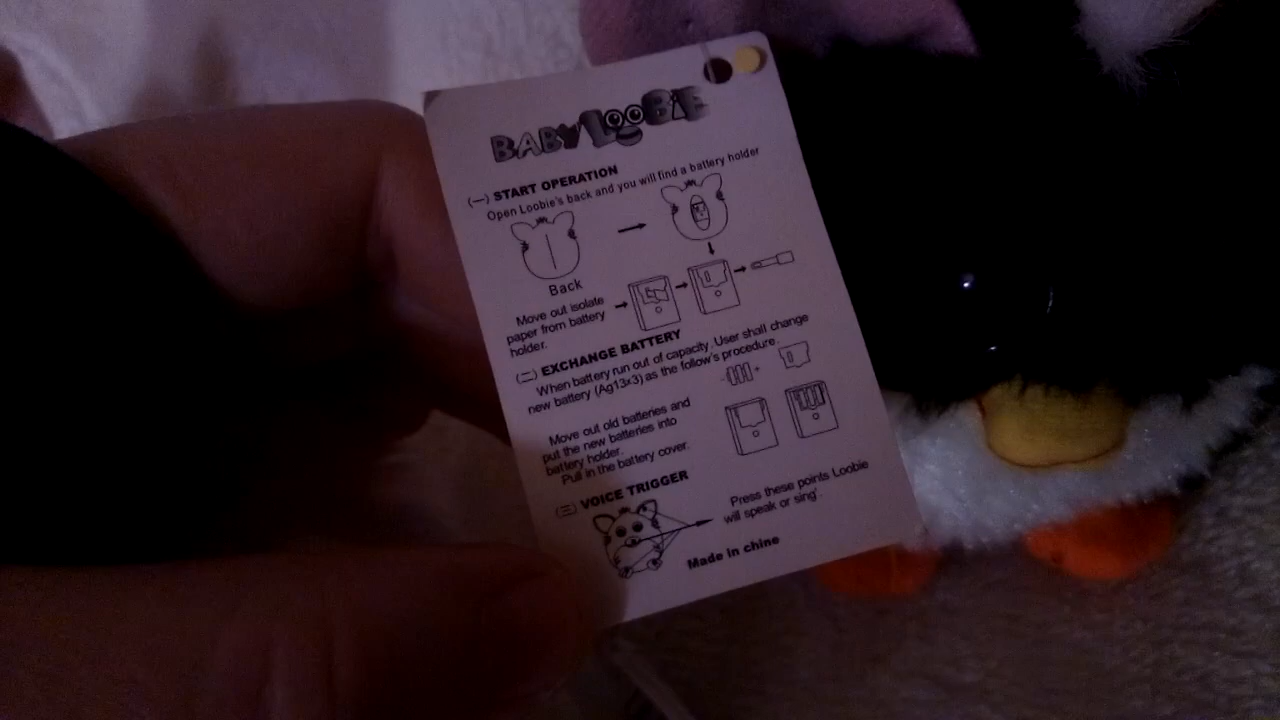 BABY LOOBIE
(一) START OPERATION
Open Loobie's back and you will find a battery holder
Back
Move out isolate
paper from battery
holder.
(二) EXCHANGE BATTERY
When battery run out of capacity. User shall change
new battery (Ag13x3) as the follow's procedure.
- +
Move out old batteries and
put the new batteries into
battery holder.
Pull in the battery cover.
(三) VOICE TRIGGER
Press these points Loobie
will speak or sing'.
Made in chine